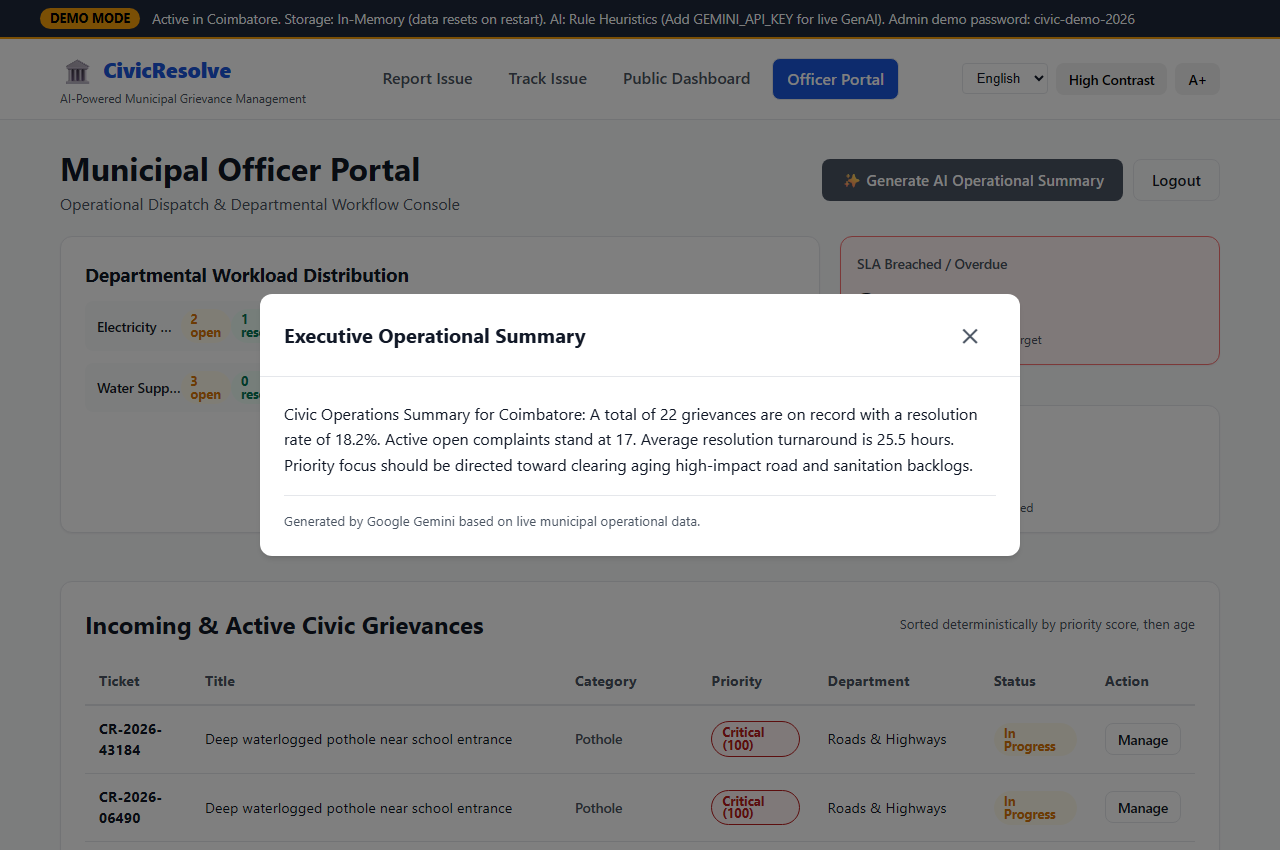 DEMO MODE Active in Coimbatore. Storage: In-Memory (data resets on restart). AI: Rule Heuristics (Add GEMINI_API_KEY for live GenAI). Admin demo password: civic-demo-2026
CivicResolve
AI-Powered Municipal Grievance Management
Report Issue Track Issue Public Dashboard Officer Portal English High Contrast A+
Municipal Officer Portal
Operational Dispatch & Departmental Workflow Console
✨ Generate AI Operational Summary Logout
Departmental Workload Distribution
Electricity ... 2 open 1
Water Supp... 3 open 0
SLA Breached / Overdue
Executive Operational Summary
Civic Operations Summary for Coimbatore: A total of 22 grievances are on record with a resolution
rate of 18.2%. Active open complaints stand at 17. Average resolution turnaround is 25.5 hours.
Priority focus should be directed toward clearing aging high-impact road and sanitation backlogs.
Generated by Google Gemini based on live municipal operational data.
Incoming & Active Civic Grievances
Sorted deterministically by priority score, then age
Ticket Title Category Priority Department Status Action
CR-2026-43184 Deep waterlogged pothole near school entrance Pothole Critical (100) Roads & Highways In Progress Manage
CR-2026-06490 Deep waterlogged pothole near school entrance Pothole Critical (100) Roads & Highways In Progress Manage